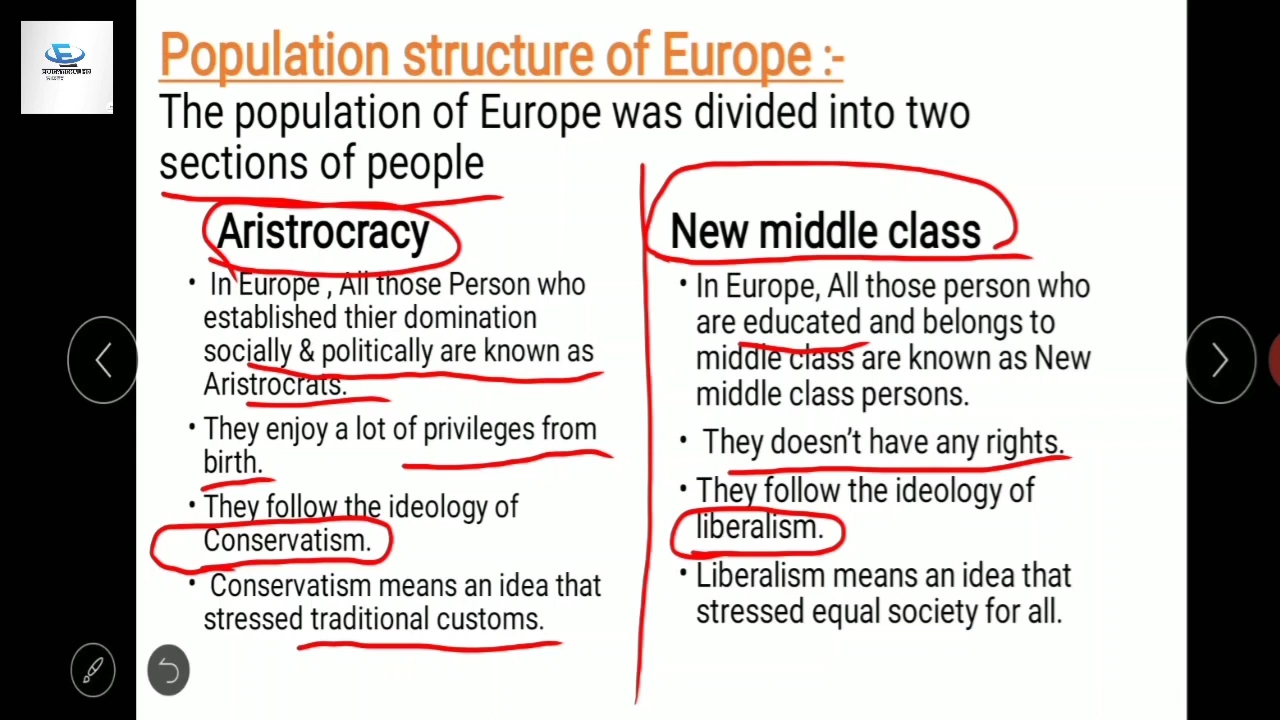 EDUCATIONAL
Population structure of Europe :-
The population of Europe was divided into two
sections of people
Aristrocracy
• In Europe , All those Person who
established thier domination
socially & politically are known as
Aristrocrats.
• They enjoy a lot of privileges from
birth.
• They follow the ideology of
Conservatism.
• Conservatism means an idea that
stressed traditional customs.
New middle class
• In Europe, All those person who
are educated and belongs to
middle class are known as New
middle class persons.
• They doesn’t have any rights.
• They follow the ideology of
liberalism.
• Liberalism means an idea that
stressed equal society for all.